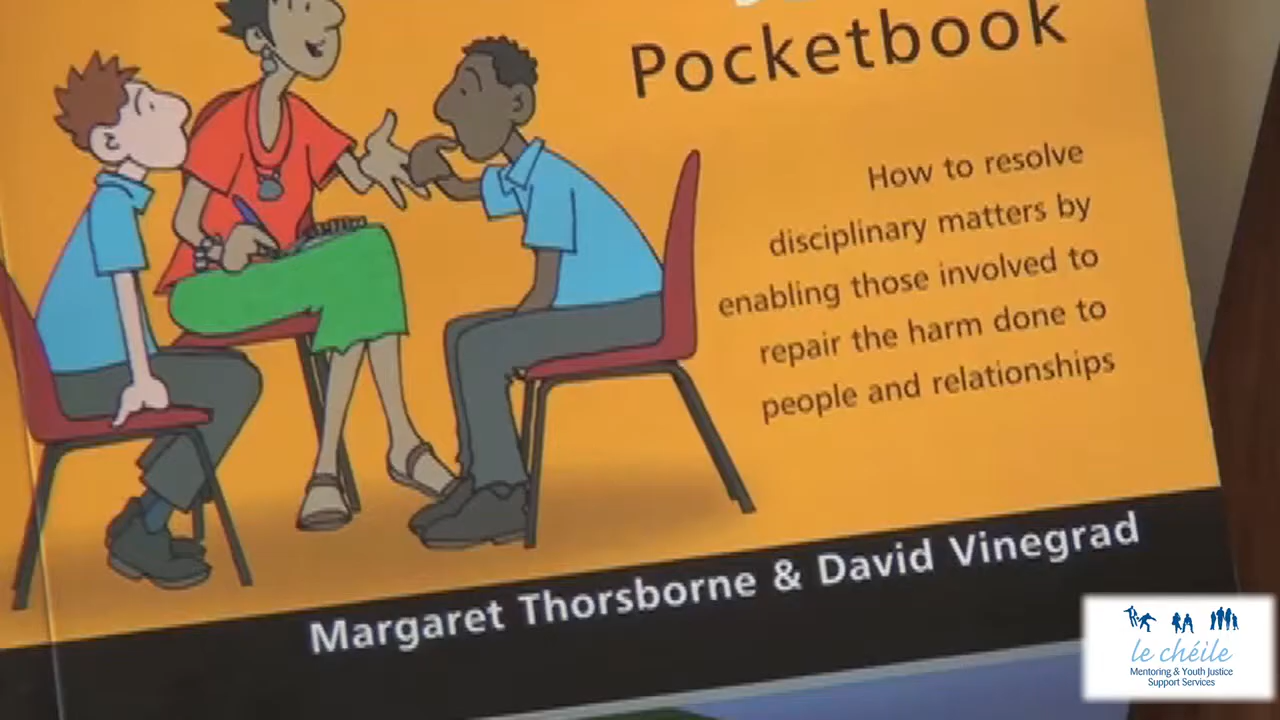 Pocketbook
How to resolve
disciplinary matters by
enabling those involved to
repair the harm done to
people and relationships
Margaret Thorsborne & David Vinegrad
le chéile
Mentoring & Youth Justice
Support Services